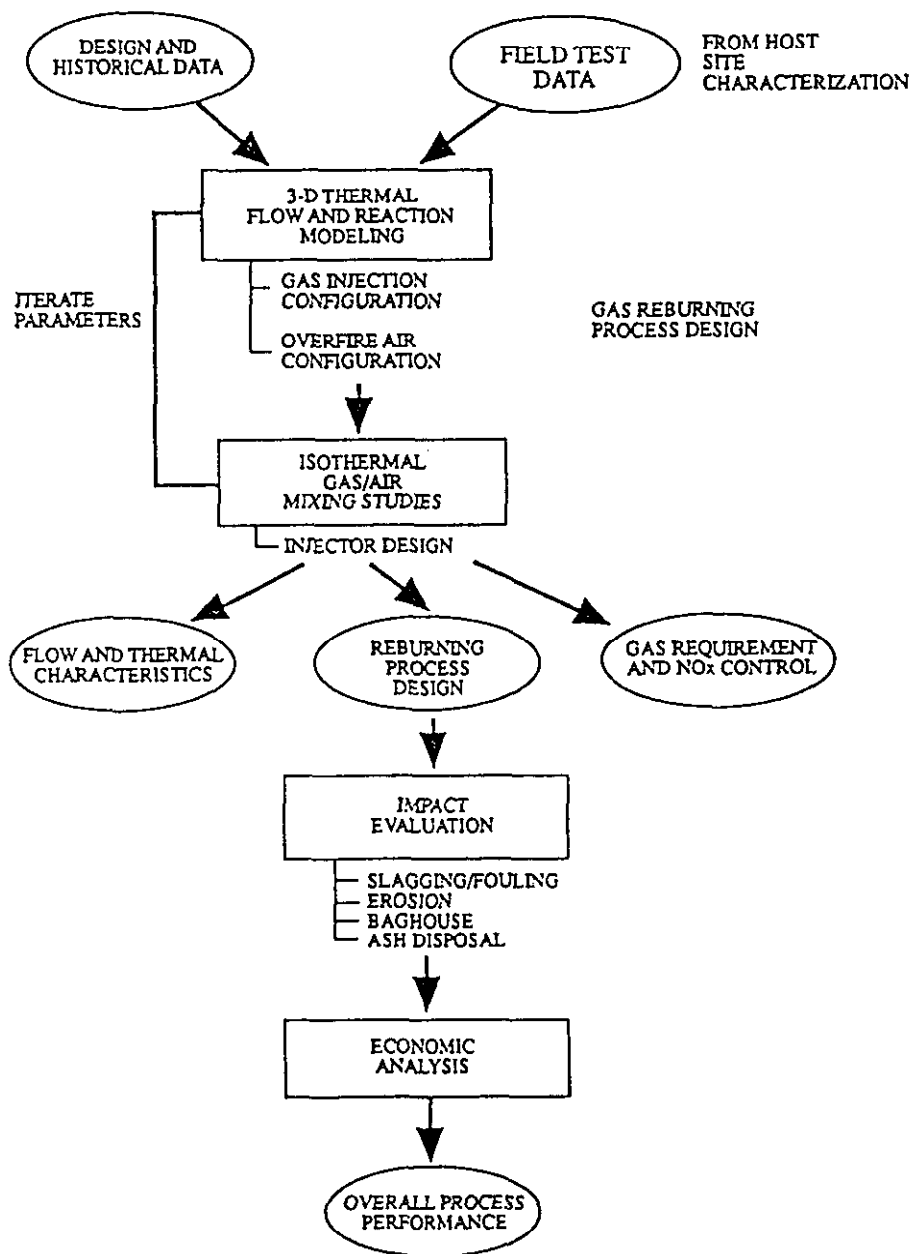 DESIGN AND
HISTORICAL DATA
FIELD TEST
DATA
FROM HOST
SITE
CHARACTERIZATION
3-D THERMAL
FLOW AND REACTION
MODELING
ITERATE
PARAMETERS
GAS INJECTION
CONFIGURATION
OVERFIRE AIR
CONFIGURATION
GAS REBURNING
PROCESS DESIGN
ISOTHERMAL
GAS/AIR
MIXING STUDIES
INJECTOR DESIGN
FLOW AND THERMAL
CHARACTERISTICS
REBURNING
PROCESS
DESIGN
GAS REQUIREMENT
AND NOx CONTROL
IMPACT
EVALUATION
SLAGGING/FOULING
EROSION
BAGHOUSE
ASH DISPOSAL
ECONOMIC
ANALYSIS
OVERALL PROCESS
PERFORMANCE